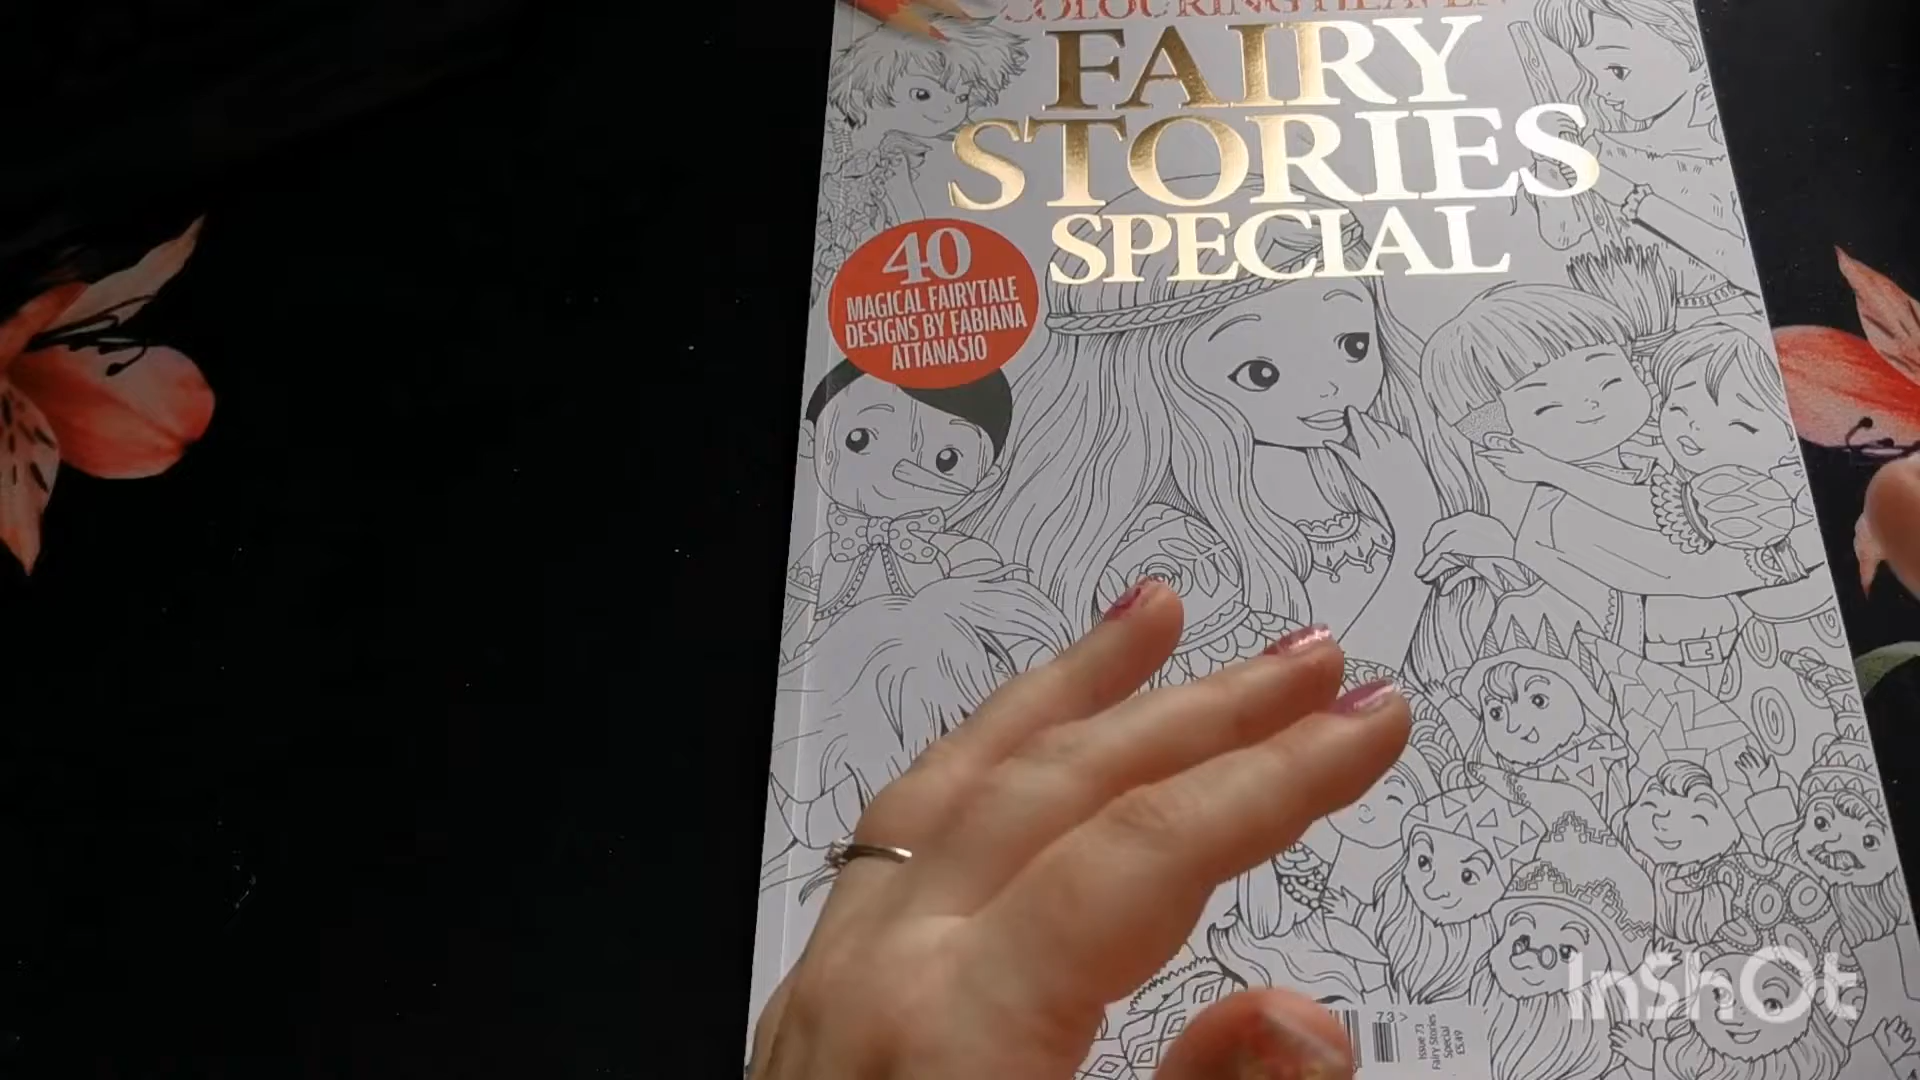 COLOURING HEAVEN
FAIRY
STORIES
SPECIAL
40
MAGICAL FAIRYTALE
DESIGNS BY FABIANA
ATTANASIO
73>
Issue 73
Fairy Stories
Special
£5.49
InShOt